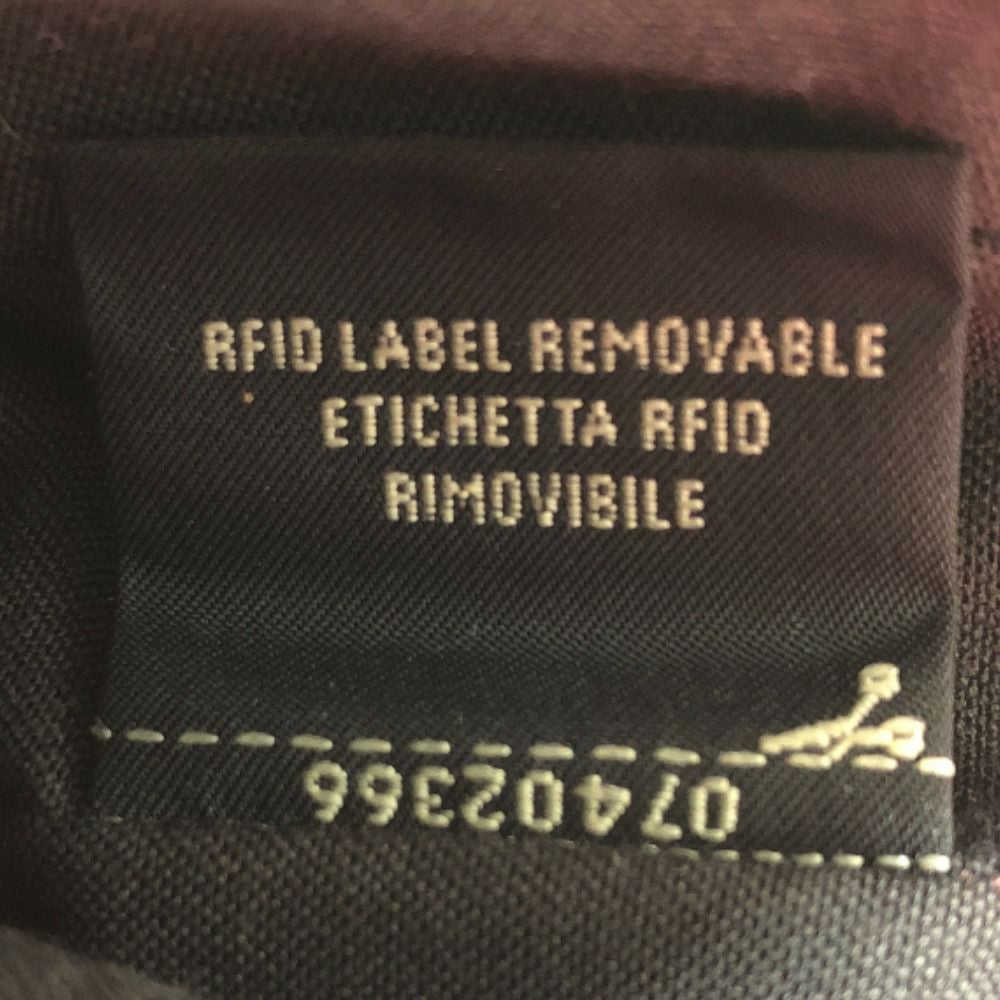 RFID LABEL REMOVABLE
ETICHETTA RFID
RIMOVIBILE
07402366